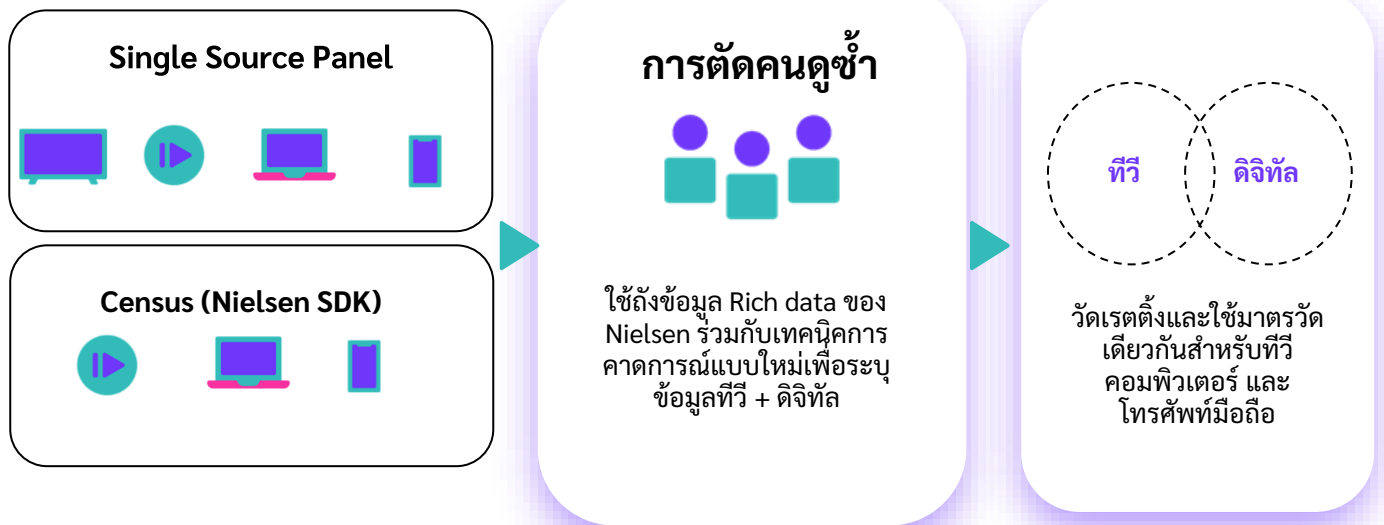 Single Source Panel
Census (Nielsen SDK)
การตัดคนดูซ้ำ
ใช้ถังข้อมูล Rich data ของ
Nielsen ร่วมกับเทคนิคการ
คาดการณ์แบบใหม่เพื่อระบุ
ข้อมูลทีวี + ดิจิทัล
ทีวี ดิจิทัล
วัดเรตติ้งและใช้มาตรวัด
เดียวกันสำหรับทีวี
คอมพิวเตอร์ และ
โทรศัพท์มือถือ